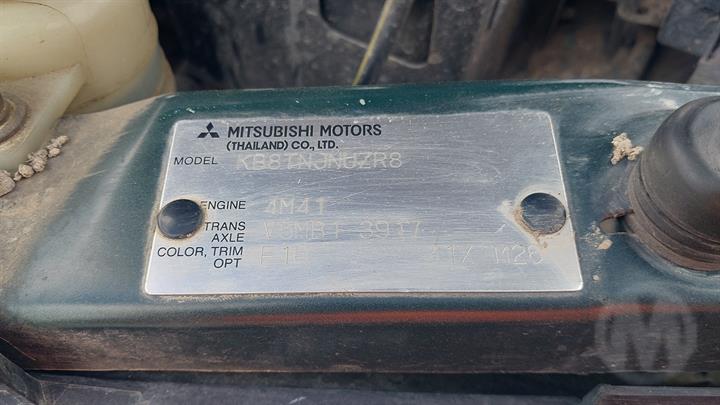 MITSUBISHI MOTORS
(THAILAND) CO., LTD.
MODEL KB8TNJNUZR8
ENGINE 4M41
TRANS AXLE
COLOR, TRIM OPT
M